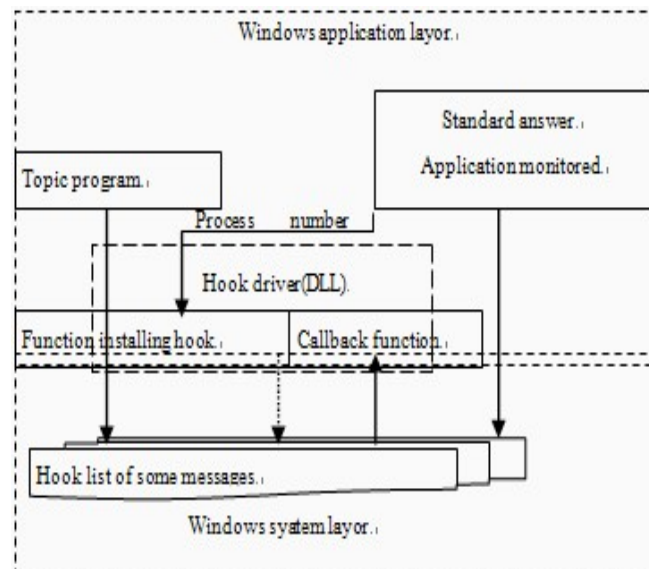 Windows application layor.
Standard answer.
Application monitored.
Topic program.
Process number
Hook driver(DLL).
Function installing hook.
Callback function.
Hook list of some messages.
Windows system layor.